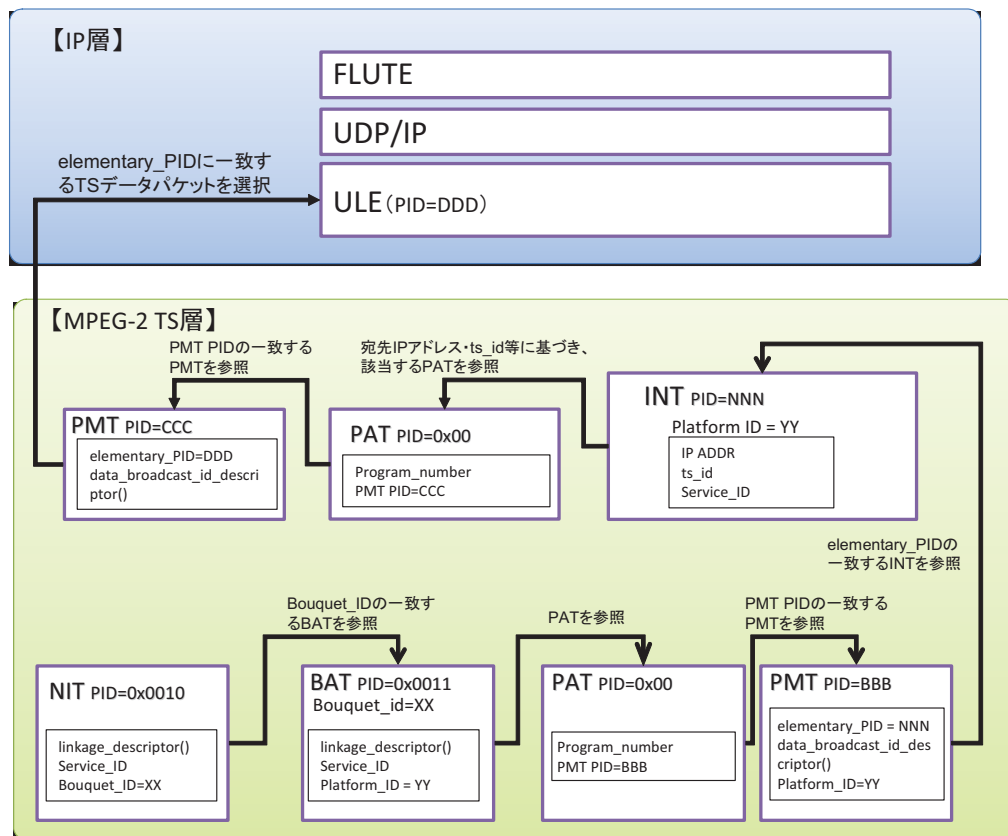 【IP層】
FLUTE
UDP/IP
elementary_PIDに一致す
るTSデータパケットを選択
ULE(PID=DDD)
【MPEG-2 TS層】
PMT PIDの一致する
PMTを参照
宛先IPアドレス・ts_id等に基づき、
該当するPATを参照
PMT PID=CCC
elementary_PID=DDD
data_broadcast_id_descri
ptor()
PAT PID=0x00
Program_number
PMT PID=CCC
INT PID=NNN
Platform ID = YY
IP ADDR
ts_id
Service_ID
elementary_PIDの
一致するINTを参照
Bouquet_IDの一致す
るBATを参照
PATを参照
PMT PIDの一致する
PMTを参照
NIT PID=0x0010
linkage_descriptor()
Service_ID
Bouquet_ID=XX
BAT PID=0x0011
Bouquet_id=XX
linkage_descriptor()
Service_ID
Platform_ID = YY
PAT PID=0x00
Program_number
PMT PID=BBB
PMT PID=BBB
elementary_PID = NNN
data_broadcast_id_des
criptor()
Platform_ID=YY